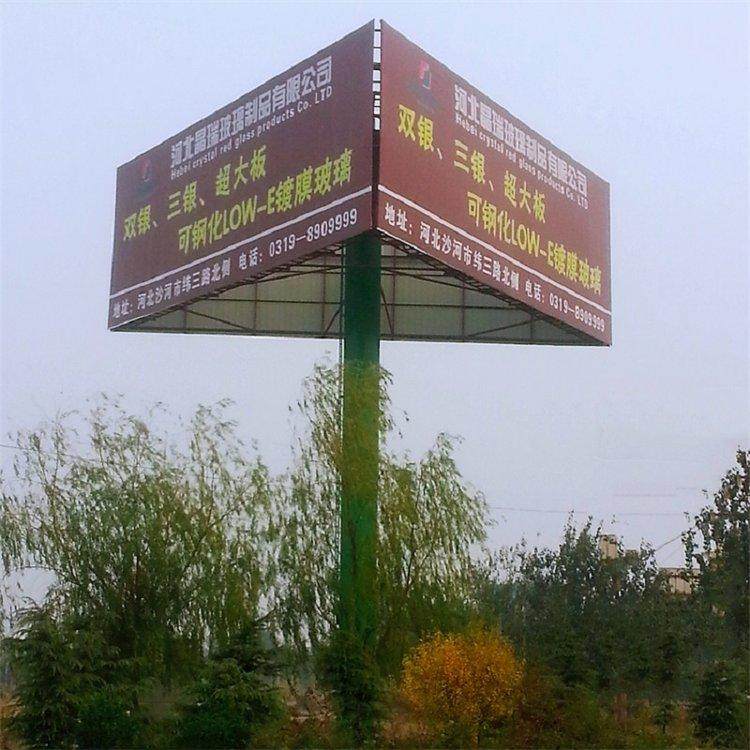 河北晶瑞玻璃制品有限公司
Hebei crystal red glass products Co. LTD
双银、三银、超大板
可钢化LOW-E镀膜玻璃
地址：河北沙河市纬三路北侧 电话：0319-8909999
河北晶瑞玻璃制品有限公司
Hebei crystal red glass products Co. LTD
双银、三银、超大板
可钢化LOW-E镀膜玻璃
地址：河北沙河市纬三路北侧 电话：0319-8909999